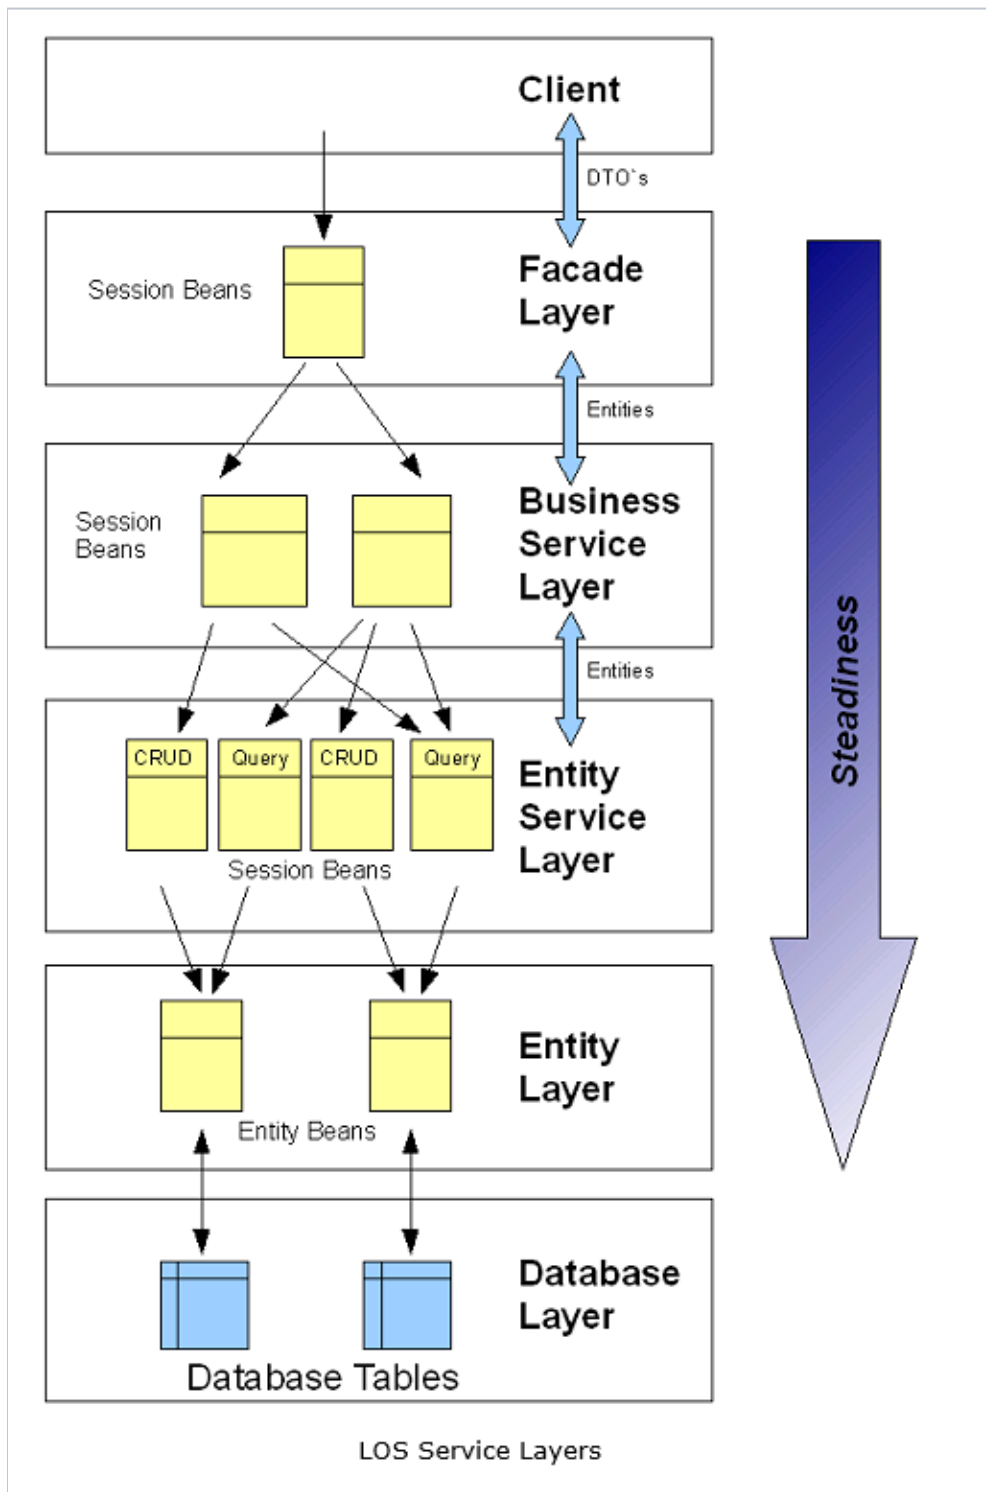 Client
DTO`s
Session Beans
Facade
Layer
Entities
Session
Beans
Business
Service
Layer
Entities
CRUD
Query
CRUD
Query
Session Beans
Entity
Service
Layer
Entity
Layer
Entity Beans
Database
Layer
Database Tables
Steadiness
LOS Service Layers